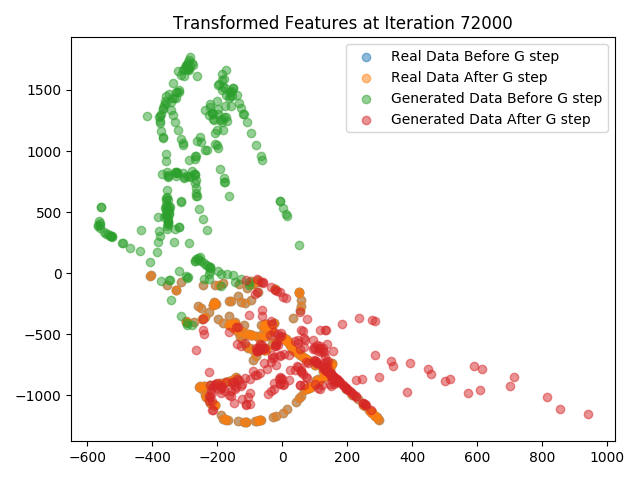 Transformed Features at Iteration 72000
Real Data Before G step
Real Data After G step
Generated Data Before G step
Generated Data After G step
1500
1000
500
0
−500
−1000
−600 −400 −200 0 200 400 600 800 1000